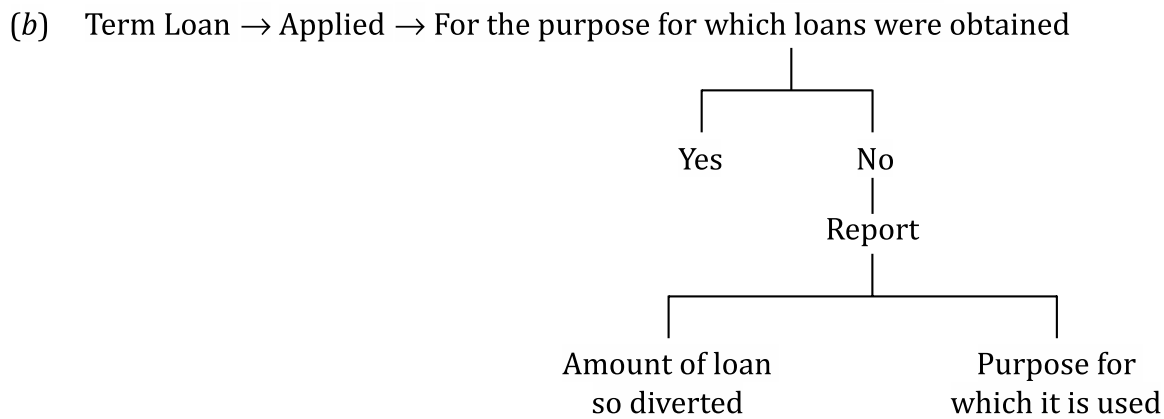 (b) Term Loan → Applied → For the purpose for which loans were obtained
Yes
No
Report
Amount of loan
so diverted
Purpose for
which it is used